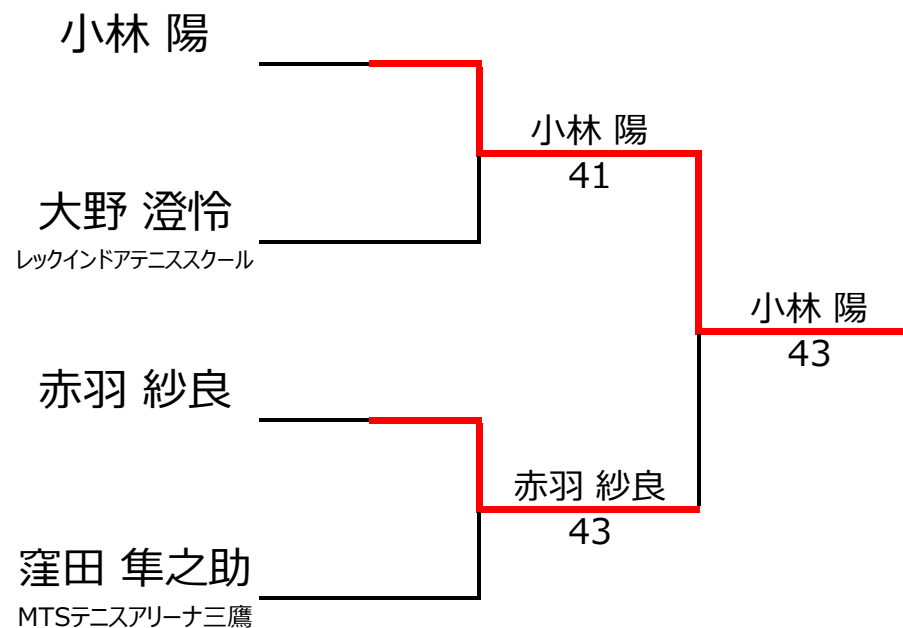 小林 陽
小林 陽
41
大野 澄怜
レックインドアテニススクール
小林 陽
43
赤羽 紗良
赤羽 紗良
43
窪田 隼之助
MTSテニスアリーナ三鷹